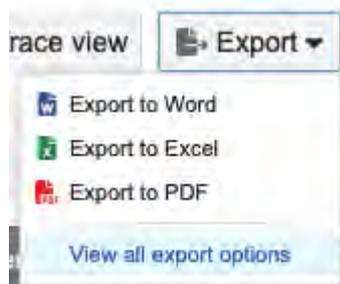 race view
Export
Export to Word
Export to Excel
Export to PDF
View all export options